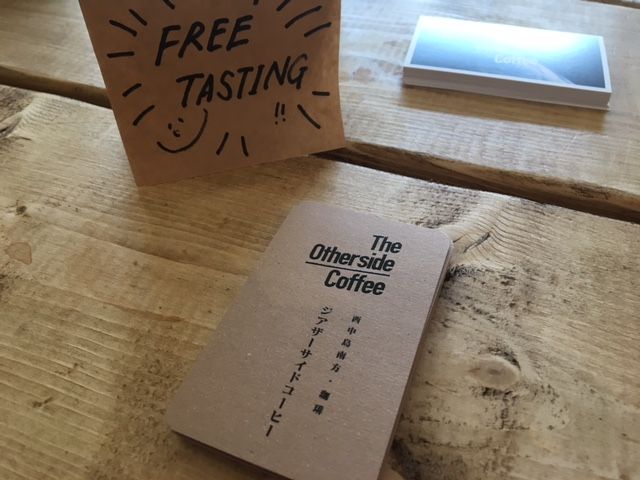 FREE
TASTING
!!
Coffee
The
Otherside
Coffee
西中島南方・珈琲
ジアザーサイドコーヒー